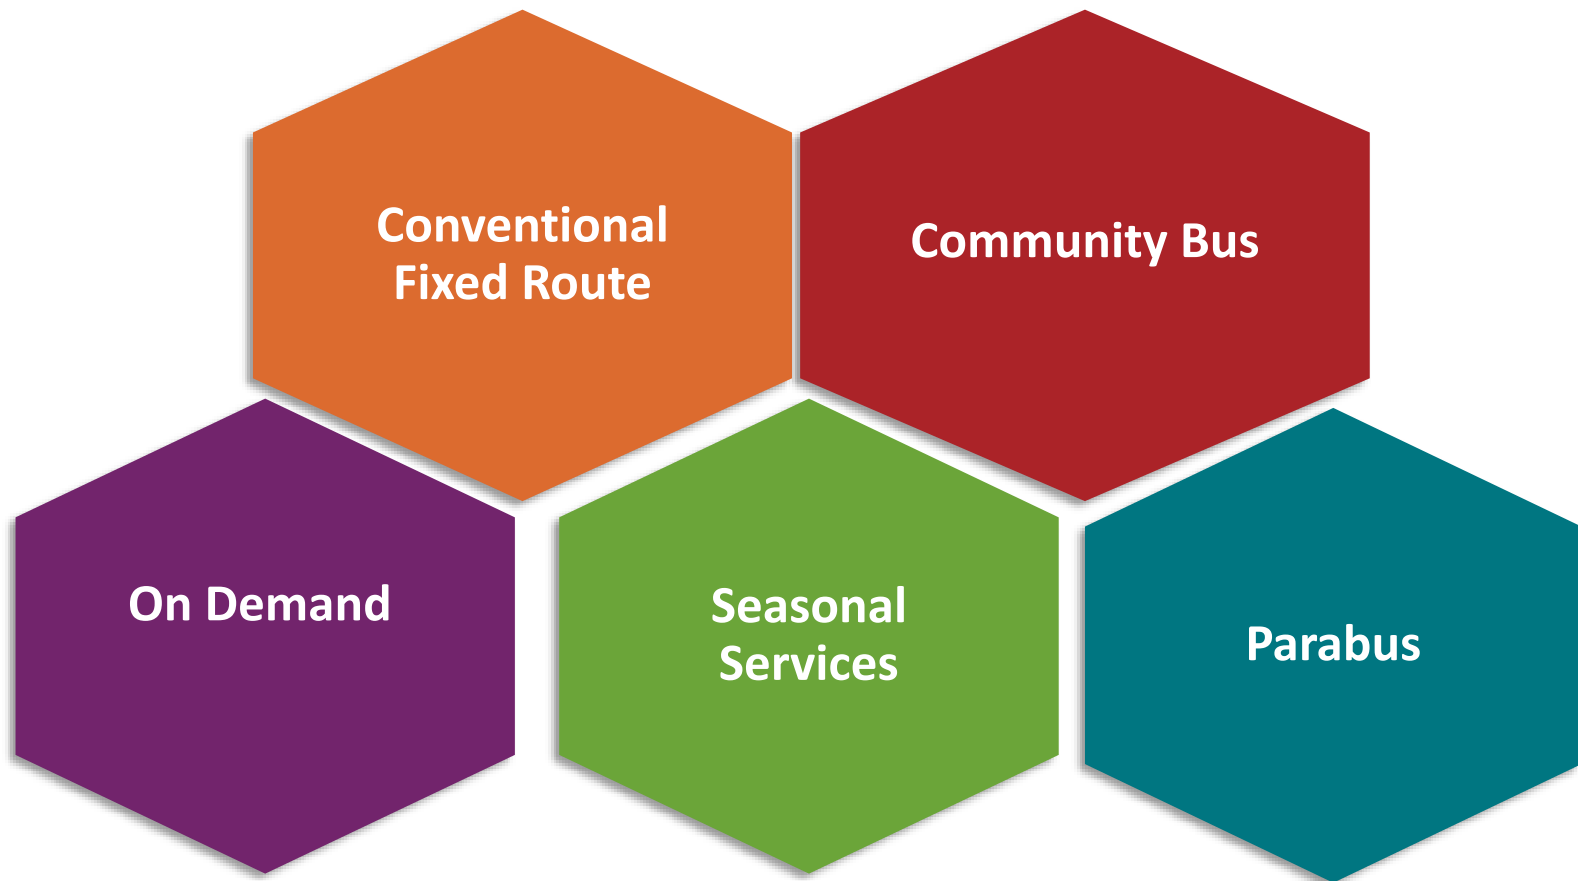 Conventional
Fixed Route
Community Bus
On Demand
Seasonal
Services
Parabus